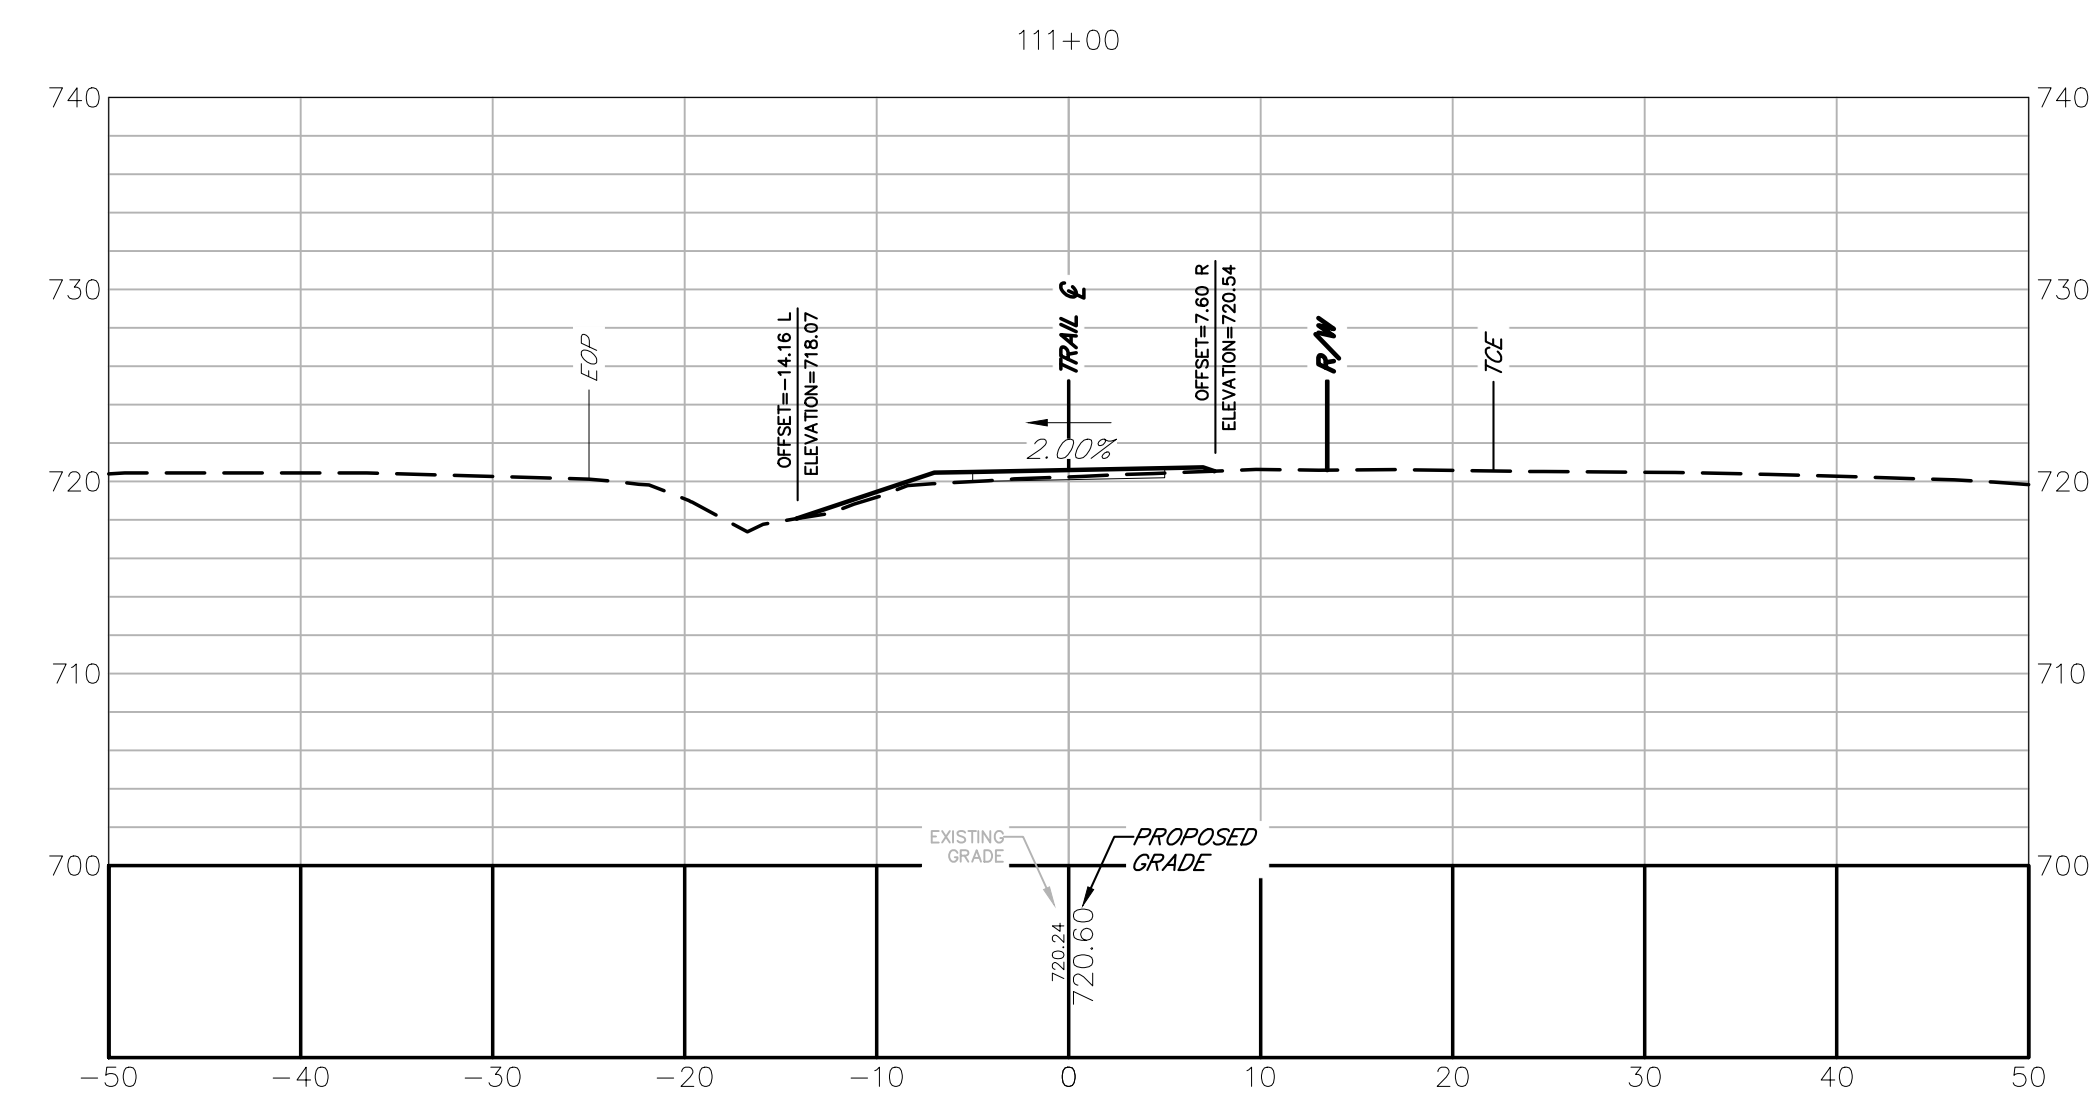 111+00
740
740
730
730
EOP
OFFSET=-14.16 L
ELEVATION=718.07
TRAIL ℄
OFFSET=7.60 R
ELEVATION=720.54
R/W
TCE
2.00%
720
720
710
710
EXISTING
GRADE
PROPOSED
GRADE
700
700
720.24
720.60
-50
-40
-30
-20
-10
0
10
20
30
40
50